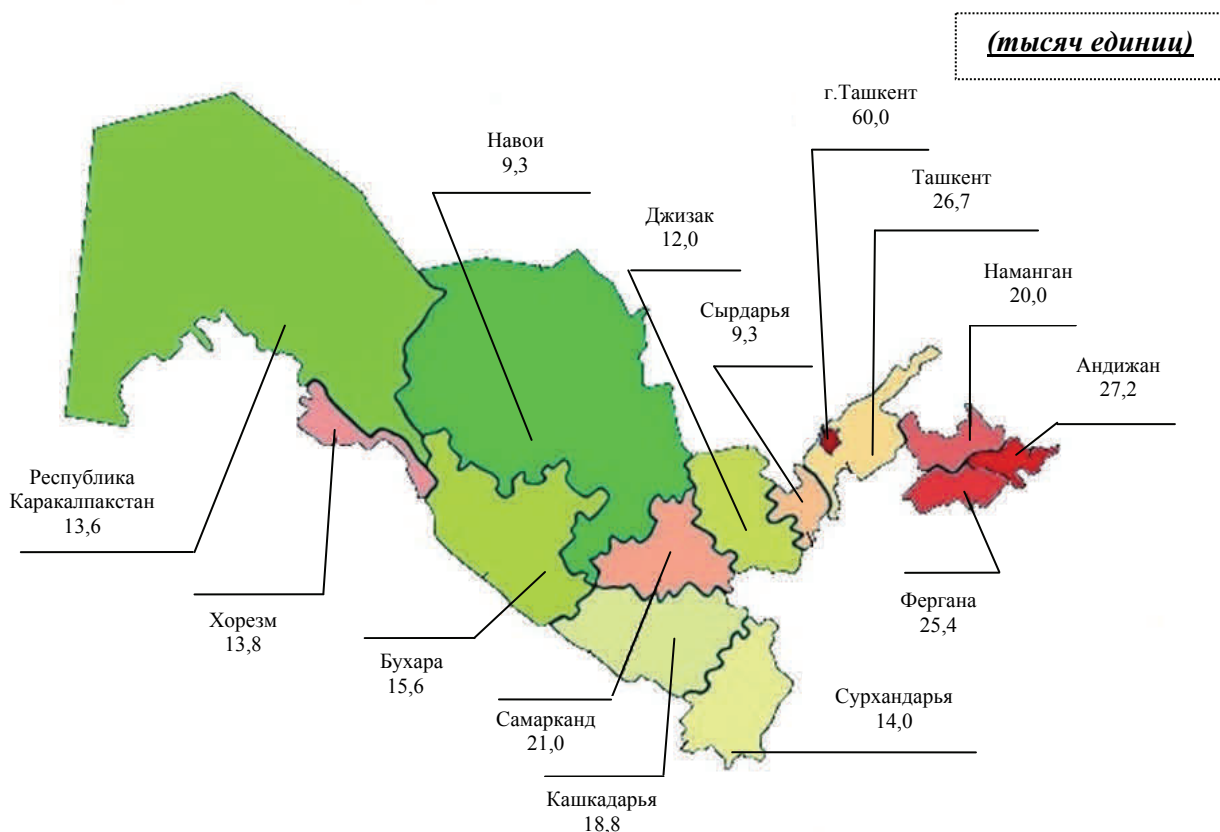 (тысяч единиц)
г.Ташкент
60,0
Навои
9,3
Ташкент
26,7
Джизак
12,0
Наманган
20,0
Сырдарья
9,3
Андижан
27,2
Республика
Каракалпакстан
13,6
Фергана
25,4
Хорезм
13,8
Бухара
15,6
Самарканд
21,0
Сурхандарья
14,0
Кашкадарья
18,8